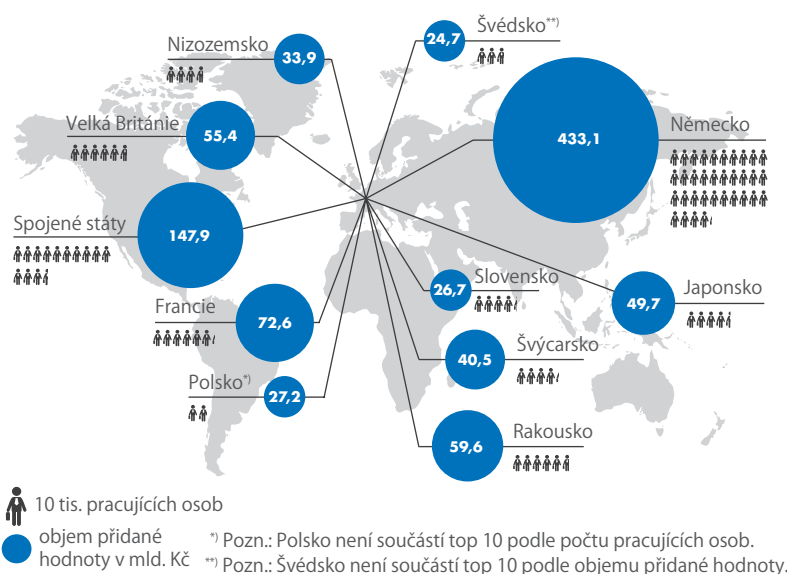 Švédsko**)
24,7
Nizozemsko
33,9
Velká Británie
55,4
433,1
Německo
Spojené státy
147,9
Slovensko
26,7
Japonsko
49,7
Francie
72,6
Švýcarsko
40,5
Polsko*)
27,2
Rakousko
59,6
10 tis. pracujících osob
objem přidané
hodnoty v mld. Kč
*) Pozn.: Polsko není součástí top 10 podle počtu pracujících osob.
**) Pozn.: Švédsko není součástí top 10 podle objemu přidané hodnoty.